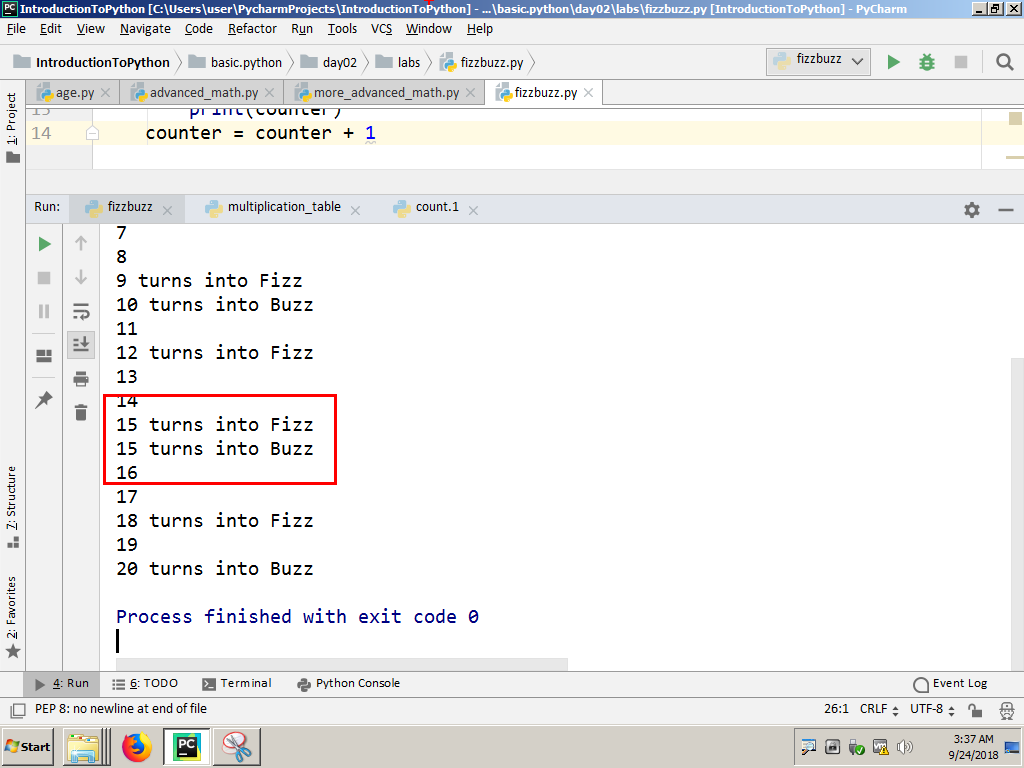 IntroductionToPython [C:\Users\user\PycharmProjects\IntroductionToPython] - ...\basic.python\day02\labs\fizzbuzz.py [IntroductionToPython] - PyCharm
File Edit View Navigate Code Refactor Run Tools VCS Window Help
IntroductionToPython basic.python day02 labs fizzbuzz.py fizzbuzz
age.py advanced_math.py more_advanced_math.py fizzbuzz.py
13 print(counter)
14 counter = counter + 1
1: Project
Run: fizzbuzz multiplication_table count.1
7
8
9 turns into Fizz
10 turns into Buzz
11
12 turns into Fizz
13
14
15 turns into Fizz
15 turns into Buzz
16
17
18 turns into Fizz
19
20 turns into Buzz
Process finished with exit code 0
7: Structure
2: Favorites
4: Run 6: TODO Terminal Python Console Event Log
PEP 8: no newline at end of file 26:1 CRLF UTF-8
Start PC 3:37 AM
9/24/2018